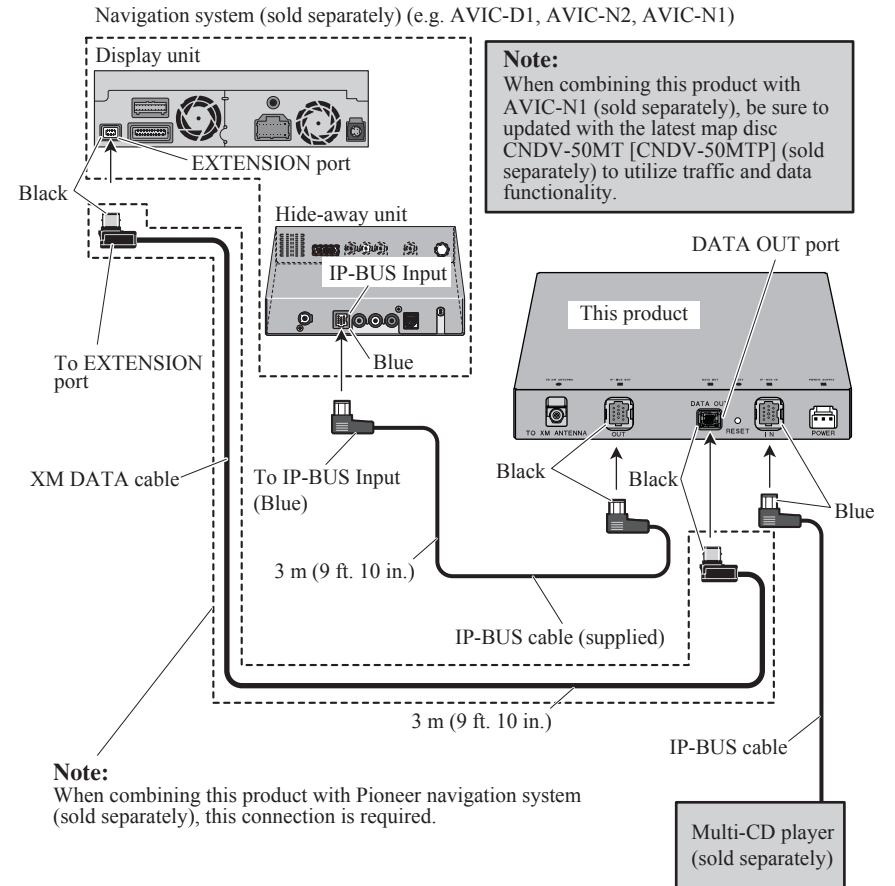 Navigation system (sold separately) (e.g. AVIC-D1, AVIC-N2, AVIC-N1)
Display unit
EXTENSION port
Black
Note:
When combining this product with
AVIC-N1 (sold separately), be sure to
updated with the latest map disc
CNDV-50MT [CNDV-50MTP] (sold
separately) to utilize traffic and data
functionality.
Hide-away unit
IP-BUS Input
Blue
To EXTENSION
port
DATA OUT port
This product
DATA OUT
TO XM ANTENNA
OUT
RESET
IN
POWER
XM DATA cable
To IP-BUS Input
(Blue)
Black
Black
Blue
3 m (9 ft. 10 in.)
IP-BUS cable (supplied)
3 m (9 ft. 10 in.)
IP-BUS cable
Note:
When combining this product with Pioneer navigation system
(sold separately), this connection is required.
Multi-CD player
(sold separately)